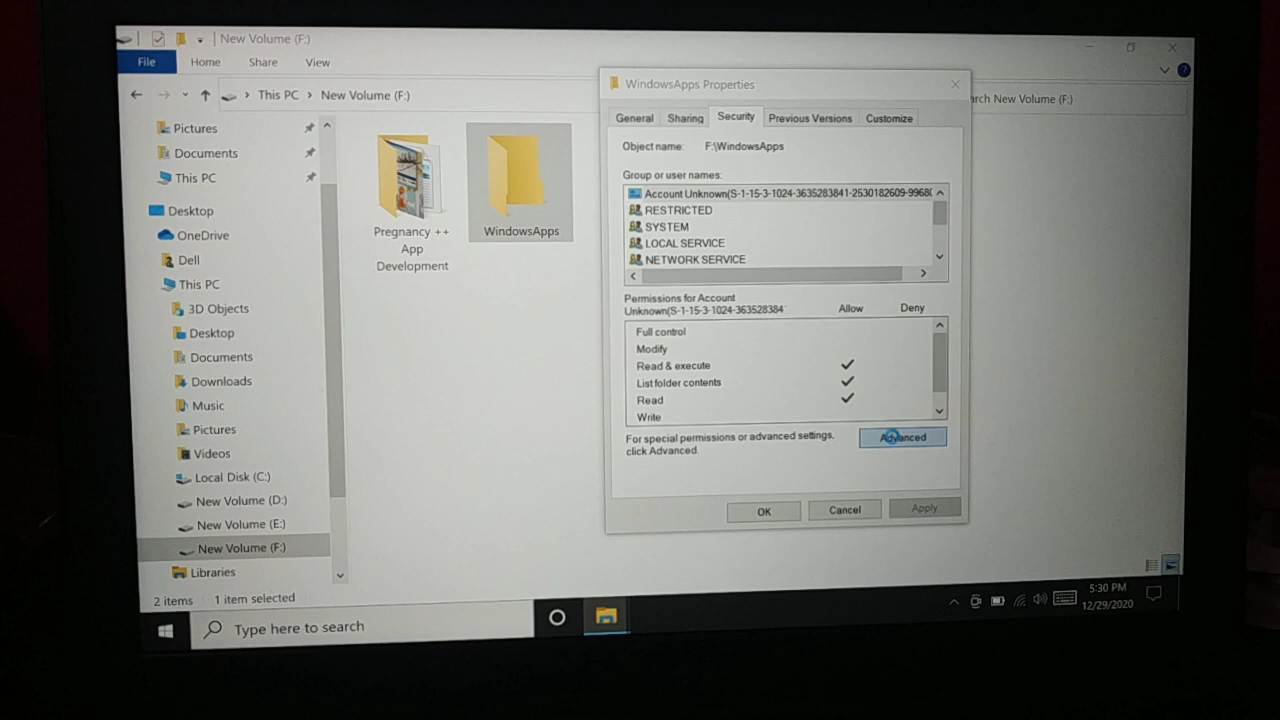 New Volume (F:)
File
Home
Share
View
This PC
New Volume (F:)
rch New Volume (F:)
Pictures
Documents
This PC
Desktop
OneDrive
Dell
This PC
3D Objects
Desktop
Documents
Downloads
Music
Pictures
Videos
Local Disk (C:)
New Volume (D:)
New Volume (E:)
New Volume (F:)
Libraries
2 items
1 item selected
Pregnancy ++
App
Development
WindowsApps
WindowsApps Properties
General
Sharing
Security
Previous Versions
Customize
Object name:
F:\WindowsApps
Group or user names:
Account Unknown(S-1-15-3-1024-3635283841-2530182609-99680
RESTRICTED
SYSTEM
LOCAL SERVICE
NETWORK SERVICE
Permissions for Account
Unknown(S-1-15-3-1024-363528384
Allow
Deny
Full control
Modify
Read & execute
List folder contents
Read
Write
For special permissions or advanced settings,
click Advanced.
Advanced
OK
Cancel
Apply
Type here to search
5:30 PM
12/29/2020